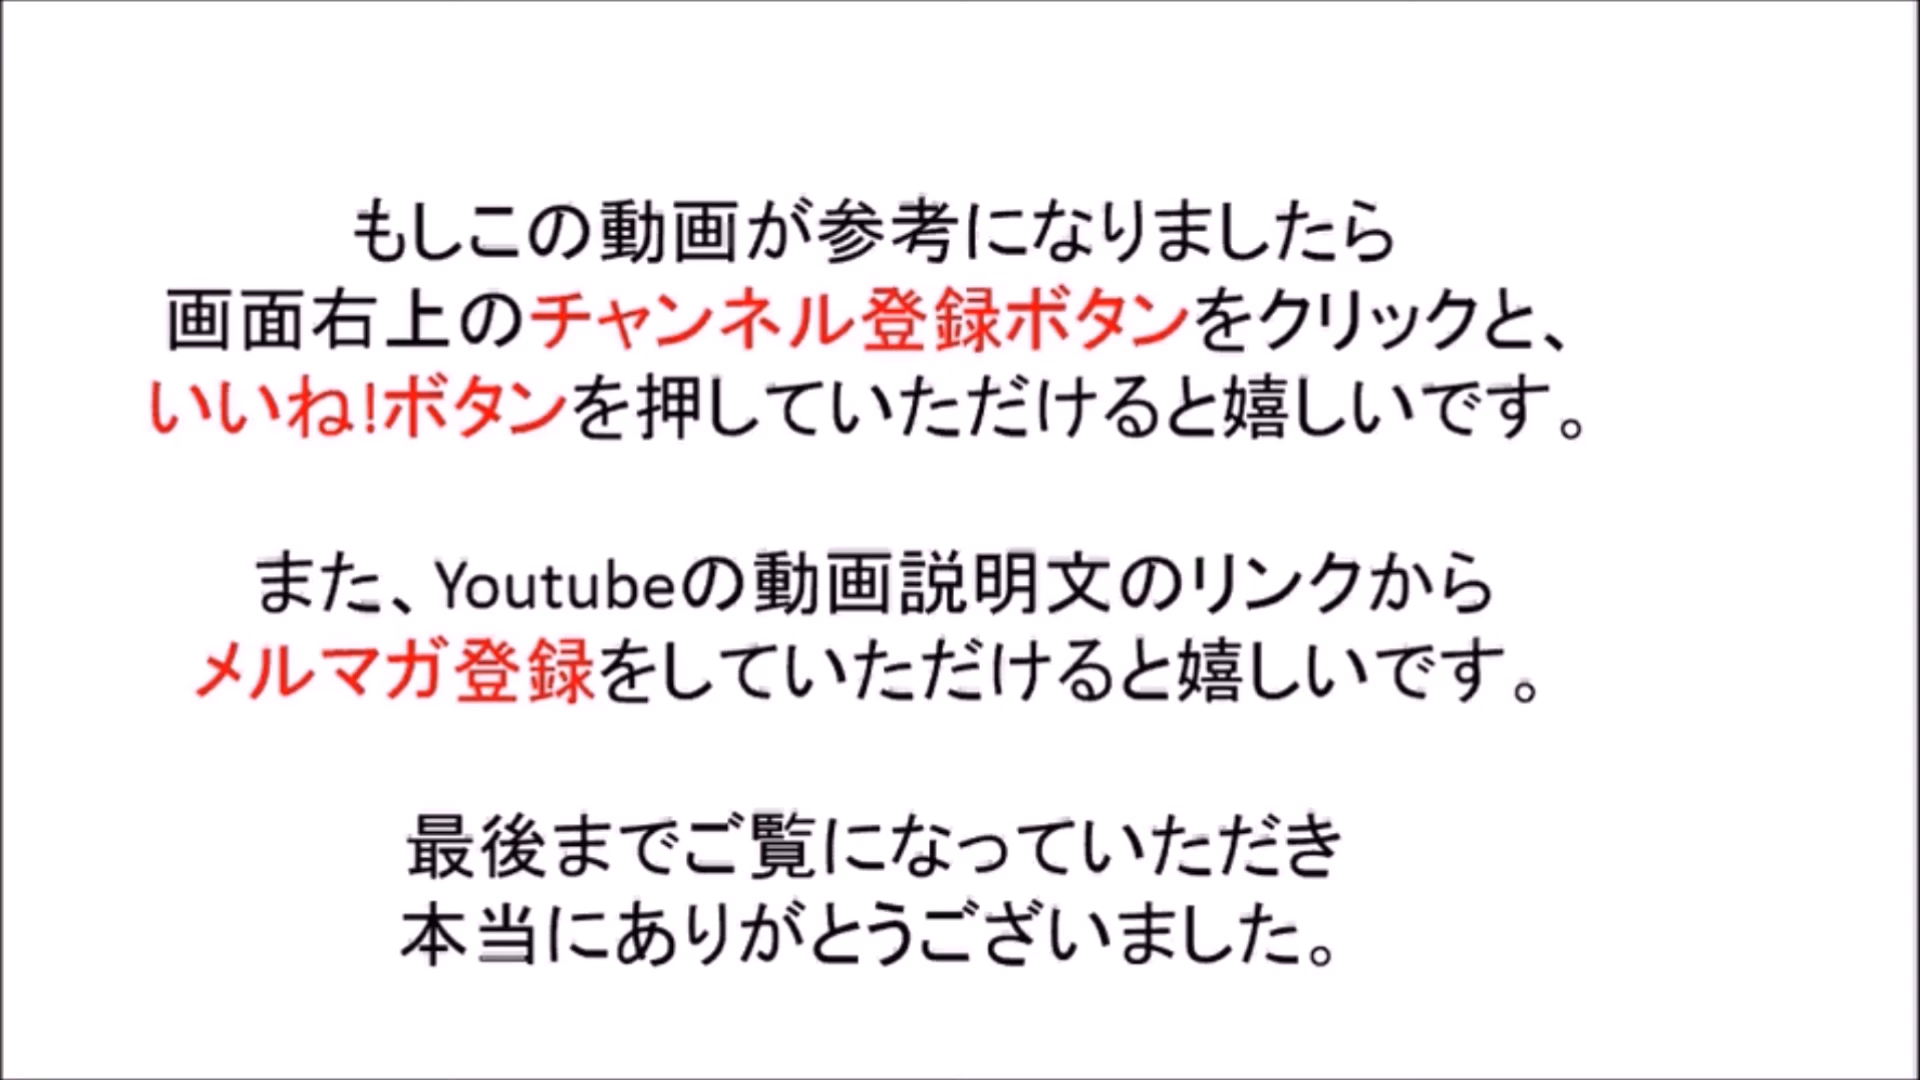 もしこの動画が参考になりましたら
画面右上のチャンネル登録ボタンをクリックと、
いいね!ボタンを押していただけると嬉しいです。
また、Youtubeの動画説明文のリンクから
メルマガ登録をしていただけると嬉しいです。
最後までご覧になっていただき
本当にありがとうございました。